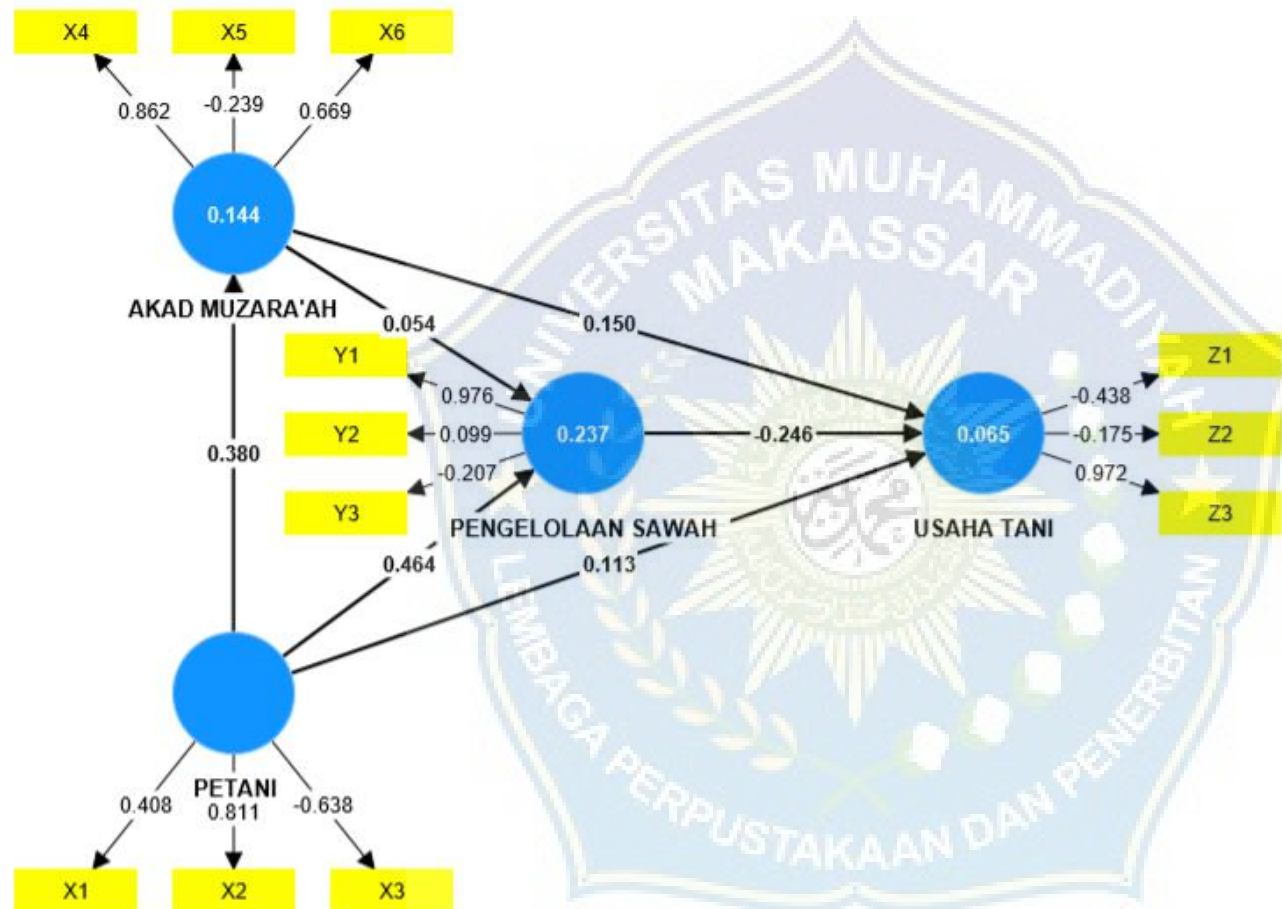 X4 X5 X6
0.862 -0.239 0.669
0.144
AKAD MUZARA'AH
0.054
0.150
Y1
Y2
Y3
0.976
0.099
-0.207
0.237
PENGELOLAAN SAWAH
-0.246
0.065
USAHA TANI
-0.438
-0.175
0.972
Z1
Z2
Z3
0.380
0.464
0.113
PETANI
0.408 0.811 -0.638
X1 X2 X3
UNIVERSITAS MUHAMMADIYAH
MAKASSAR
LEMBAGA PERPUSTAKAAN DAN PENERBITAN